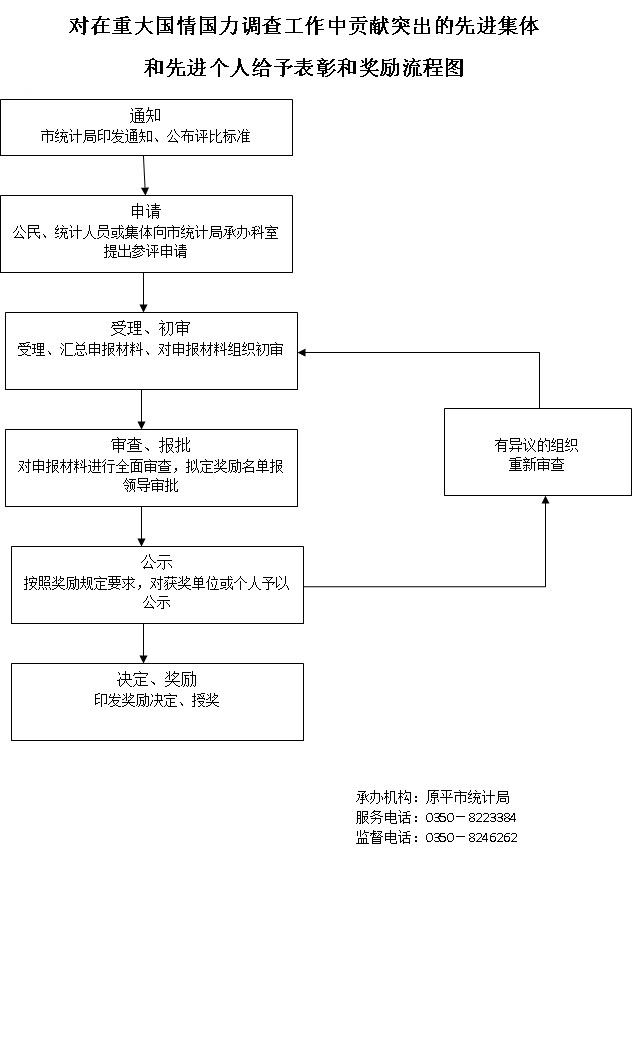 对在重大国情国力调查工作中贡献突出的先进集体
和先进个人给予表彰和奖励流程图
通知
市统计局印发通知、公布评比标准
申请
公民、统计人员或集体向市统计局承办科室
提出参评申请
受理、初审
受理、汇总申报材料、对申报材料组织初审
审查、报批
对申报材料进行全面审查，拟定奖励名单报
领导审批
有异议的组织
重新审查
公示
按照奖励规定要求，对获奖单位或个人予以
公示
决定、奖励
印发奖励决定、授奖
承办机构：原平市统计局
服务电话：0350－8223384
监督电话：0350－8246262